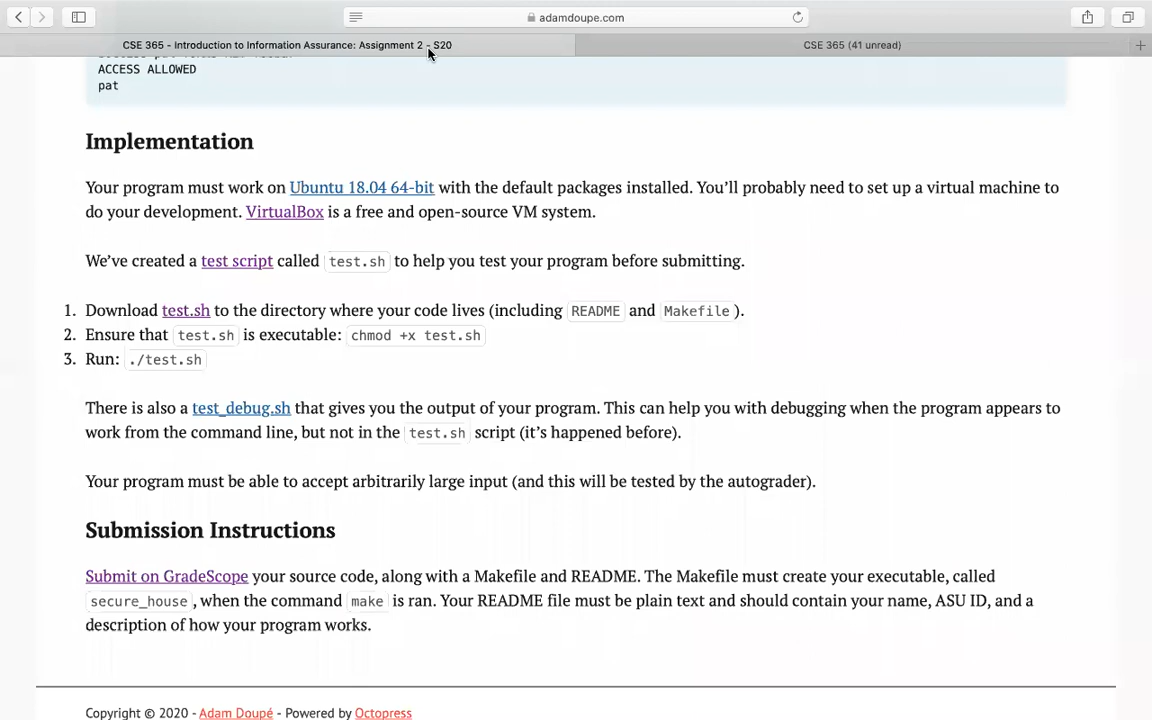 adamdoupe.com
CSE 365 - Introduction to Information Assurance: Assignment 2 - S20
CSE 365 (41 unread)
ACCESS ALLOWED
pat
Implementation
Your program must work on Ubuntu 18.04 64-bit with the default packages installed. You’ll probably need to set up a virtual machine to
do your development. VirtualBox is a free and open-source VM system.
We’ve created a test script called test.sh to help you test your program before submitting.
1. Download test.sh to the directory where your code lives (including README and Makefile ).
2. Ensure that test.sh is executable: chmod +x test.sh
3. Run: ./test.sh
There is also a test_debug.sh that gives you the output of your program. This can help you with debugging when the program appears to
work from the command line, but not in the test.sh script (it’s happened before).
Your program must be able to accept arbitrarily large input (and this will be tested by the autograder).
Submission Instructions
Submit on GradeScope your source code, along with a Makefile and README. The Makefile must create your executable, called
secure_house , when the command make is ran. Your README file must be plain text and should contain your name, ASU ID, and a
description of how your program works.
Copyright © 2020 - Adam Doupé - Powered by Octopress